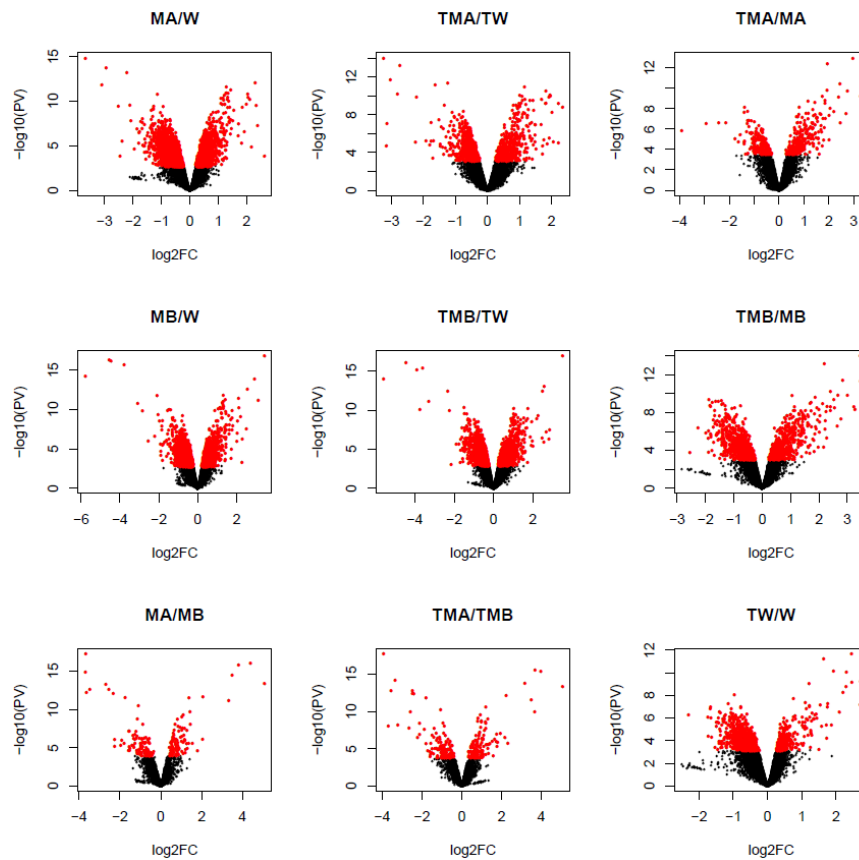 MA/W
−log10(PV)
0 5 10 15
−3 −2 −1 0 1 2
log2FC
TMA/TW
−log10(PV)
0 4 8 12
−3 −2 −1 0 1 2
log2FC
TMA/MA
−log10(PV)
0 2 4 6 8 12
−4 −3 −2 −1 0 1 2 3
log2FC
MB/W
−log10(PV)
0 5 10 15
−6 −4 −2 0 2
log2FC
TMB/TW
−log10(PV)
0 5 10 15
−4 −2 0 2
log2FC
TMB/MB
−log10(PV)
0 4 8 12
−3 −2 −1 0 1 2 3
log2FC
MA/MB
−log10(PV)
0 5 10 15
−4 −2 0 2 4
log2FC
TMA/TMB
−log10(PV)
0 5 10 15
−4 −2 0 2 4
log2FC
TW/W
−log10(PV)
0 2 4 6 8 12
−2 −1 0 1 2
log2FC